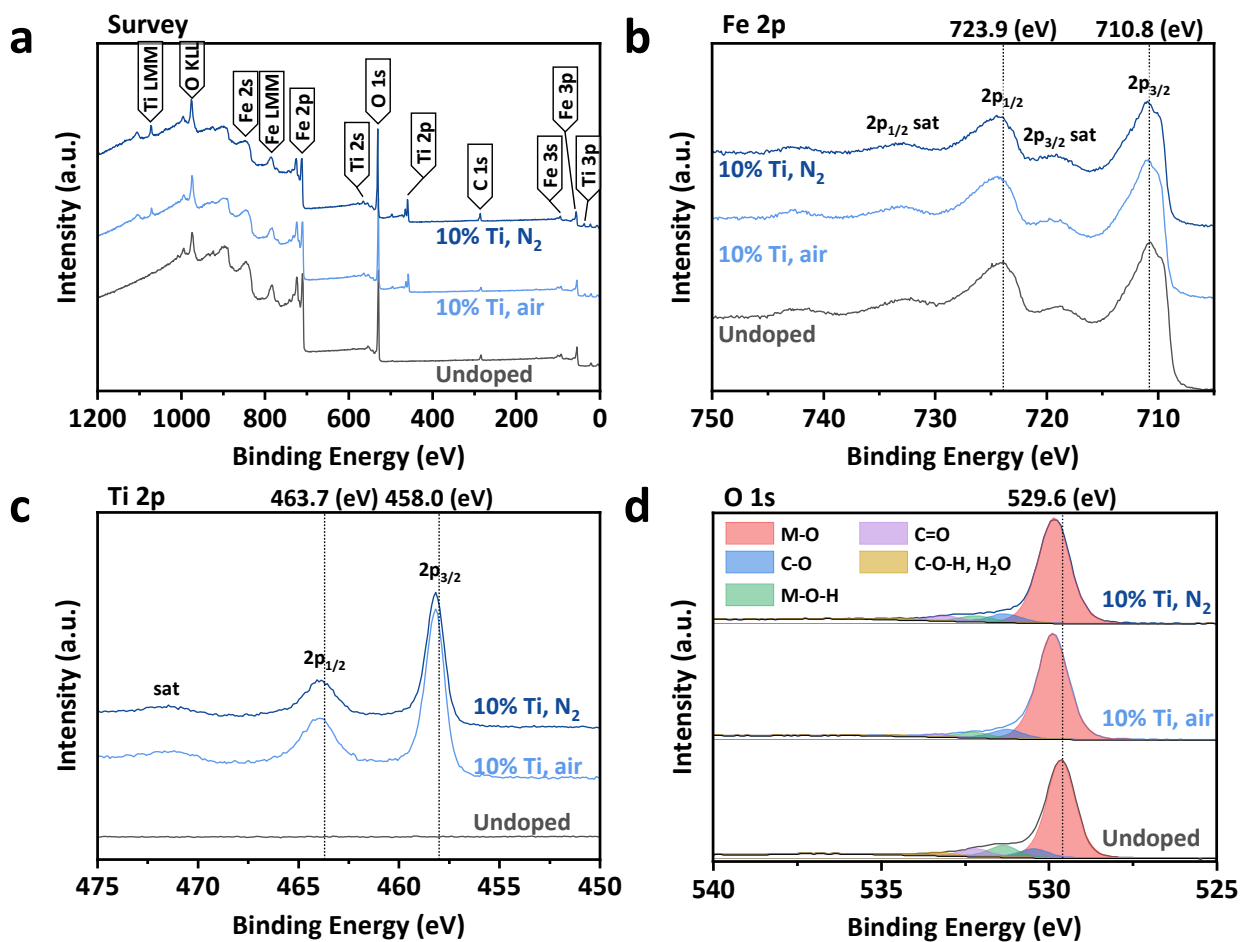 a
Survey
Ti LMM
O KLL
Fe 2s
Fe LMM
Fe 2p
Ti 2s
O 1s
Ti 2p
C 1s
Fe 3s
Fe 3p
Ti 3p
10% Ti, N₂
10% Ti, air
Undoped
Intensity (a.u.)
1200 1000 800 600 400 200 0
Binding Energy (eV)
b
Fe 2p
723.9 (eV) 710.8 (eV)
2p₁/₂ sat
2p₁/₂
2p₃/₂ sat
2p₃/₂
10% Ti, N₂
10% Ti, air
Undoped
Intensity (a.u.)
750 740 730 720 710
Binding Energy (eV)
c
Ti 2p
463.7 (eV) 458.0 (eV)
sat
2p₁/₂
2p₃/₂
10% Ti, N₂
10% Ti, air
Undoped
Intensity (a.u.)
475 470 465 460 455 450
Binding Energy (eV)
d
O 1s
529.6 (eV)
M-O
C-O
M-O-H
C=O
C-O-H, H₂O
10% Ti, N₂
10% Ti, air
Undoped
Intensity (a.u.)
540 535 530 525
Binding Energy (eV)